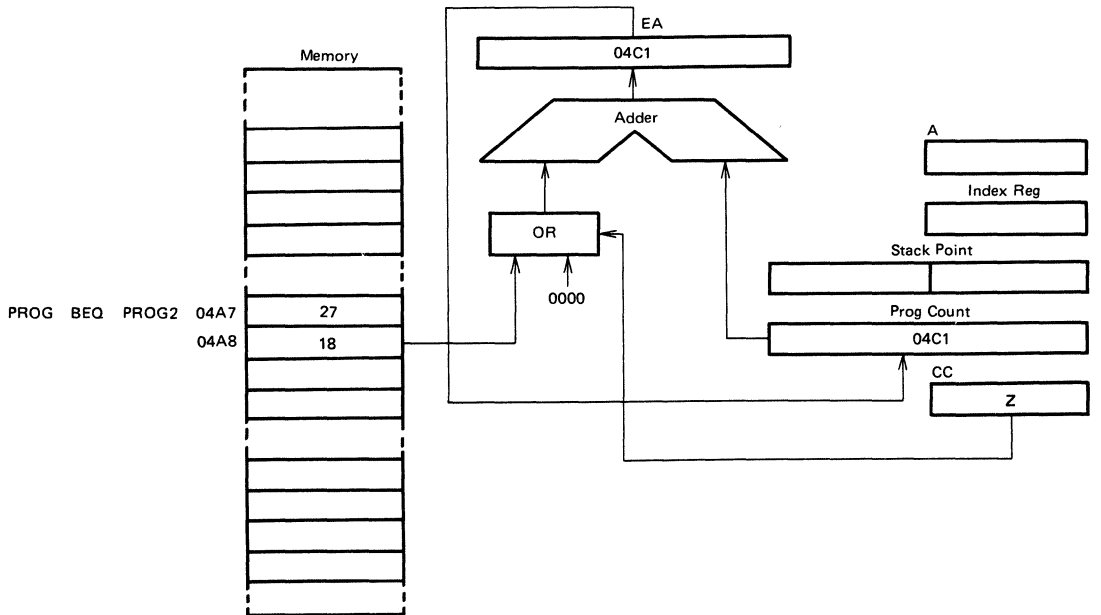 EA
04C1
Memory
Adder
A
Index Reg
OR
Stack Point
0000
PROG BEQ PROG2 04A7 27
Prog Count
04A8 18
04C1
CC
Z